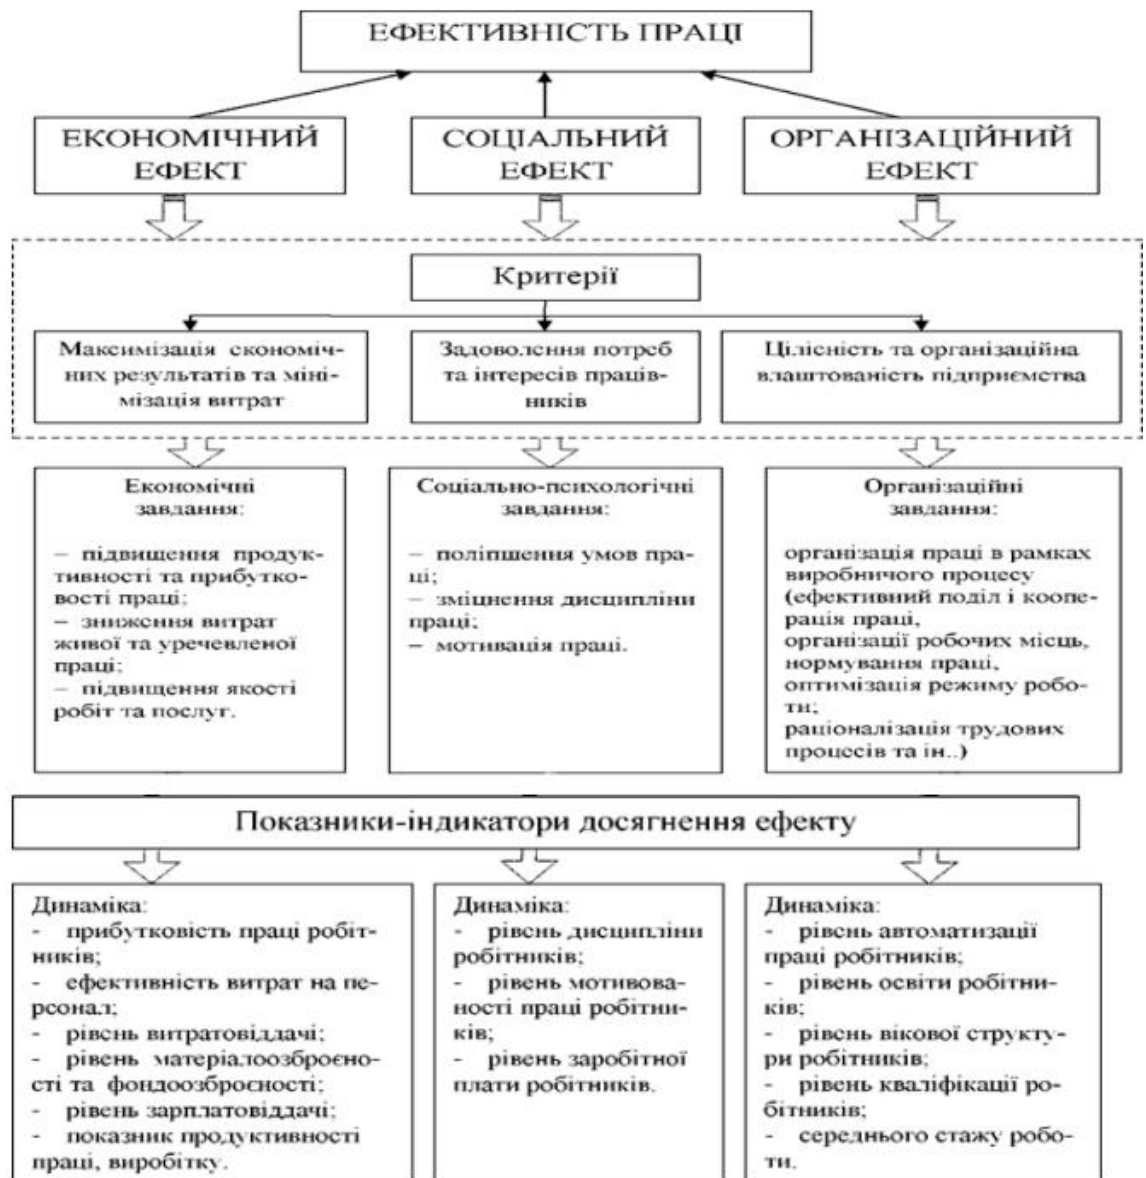 ЕФЕКТИВНІСТЬ ПРАЦІ
ЕКОНОМІЧНИЙ
ЕФЕКТ
СОЦІАЛЬНИЙ
ЕФЕКТ
ОРГАНІЗАЦІЙНИЙ
ЕФЕКТ
Критерії
Максимізація економіч-
них результатів та міні-
мізація витрат
Задоволення потреб
та інтересів праців-
ників
Цілісність та організаційна
влаштованість підприємства
Економічні
завдання:
– підвищення продук-
тивності та прибутко-
вості праці;
– зниження витрат
живої та уречевленої
праці;
– підвищення якості
робіт та послуг.
Соціально-психологічні
завдання:
– поліпшення умов пра-
ці;
– зміцнення дисципліни
праці;
– мотивація праці.
Організаційні
завдання:
організація праці в рамках
виробничого процесу
(ефективний поділ і коопе-
рація праці,
організації робочих місць,
нормування праці,
оптимізація режиму робо-
ти;
раціоналізація трудових
процесів та ін..)
Показники-індикатори досягнення ефекту
Динаміка:
- прибутковість праці робіт-
ників;
- ефективність витрат на пе-
рсонал;
- рівень витратовіддачі;
- рівень матеріалоозброєно-
сті та фондоозброєності;
- рівень зарплатовіддачі;
- показник продуктивності
праці, виробітку.
Динаміка:
- рівень дисципліни
робітників;
- рівень мотивова-
ності праці робітни-
ків;
- рівень заробітної
плати робітників.
Динаміка:
- рівень автоматизації
праці робітників;
- рівень освіти робітни-
ків;
- рівень вікової структу-
ри робітників;
- рівень кваліфікації ро-
бітників;
- середнього стажу робо-
ти.